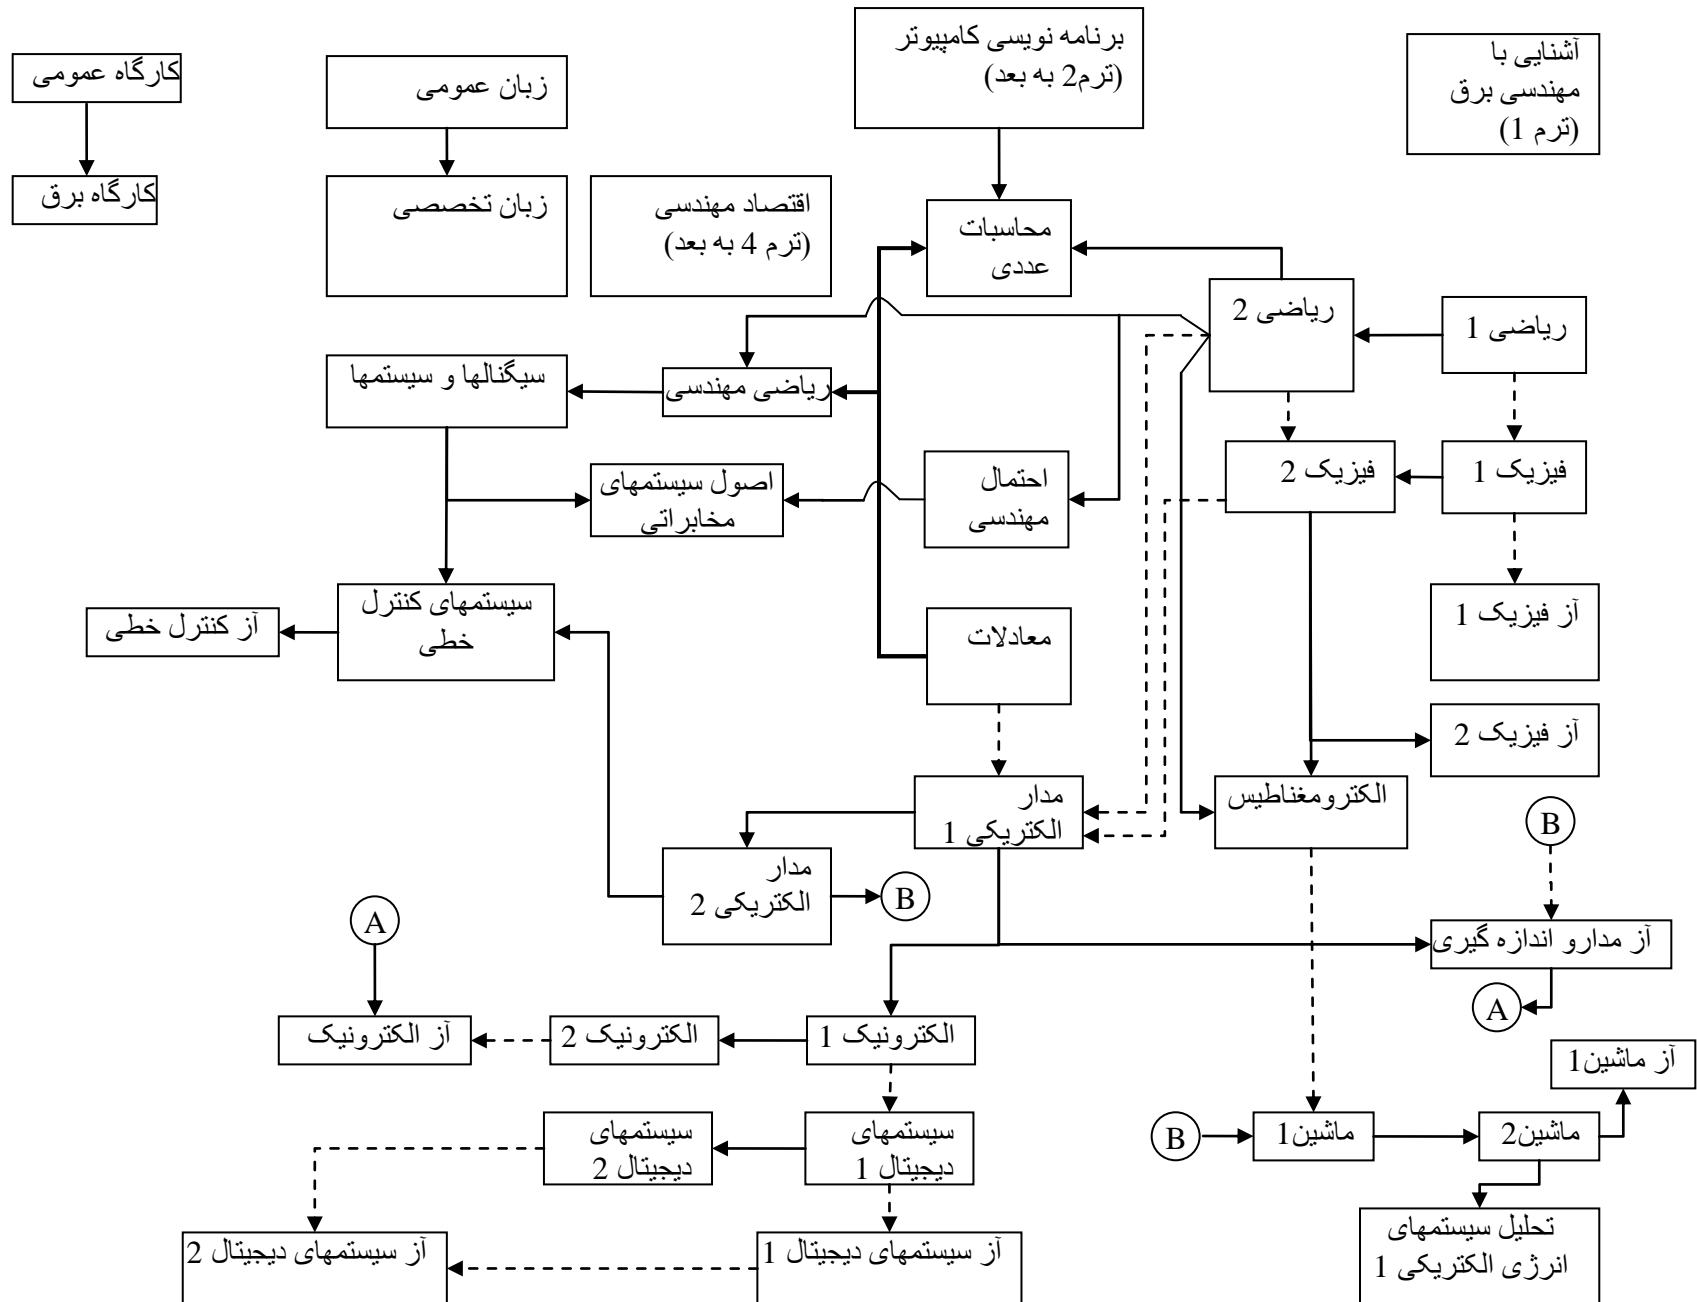 برنامه نویسی کامپیوتر
(ترم2 به بعد)
آشنایی با
مهندسی برق
(ترم 1)
زبان عمومی
کارگاه عمومی
اقتصاد مهندسی
(ترم 4 به بعد)
زبان تخصصی
کارگاه برق
محاسبات
عددی
ریاضی 1
ریاضی 2
ریاضی مهندسی
سیگنالها و سیستمها
فیزیک 1
فیزیک 2
احتمال
مهندسی
اصول سیستمهای
مخابراتی
آز فیزیک 1
معادلات
سیستمهای کنترل
خطی
آز کنترل خطی
آز فیزیک 2
الکترومغناطیس
مدار
الکتریکی 1
B
مدار
الکتریکی 2
B
A
آز مدارو اندازه گیری
A
الکترونیک 1
الکترونیک 2
آز الکترونیک
آز ماشین1
ماشین2
ماشین1
B
سیستمهای
دیجیتال 1
سیستمهای
دیجیتال 2
تحلیل سیستمهای
انرژی الکتریکی 1
آز سیستمهای دیجیتال 1
آز سیستمهای دیجیتال 2